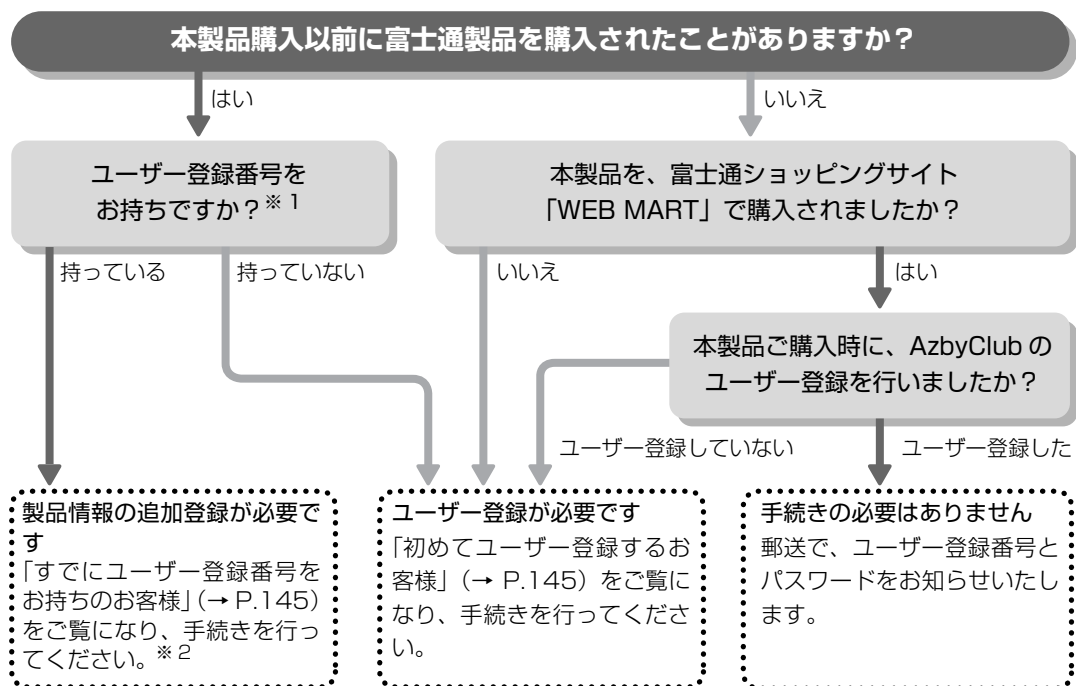 本製品購入以前に富士通製品を購入されたことがありますか？
はい
いいえ
ユーザー登録番号を
お持ちですか？※1
本製品を、富士通ショッピングサイト
「WEB MART」で購入されましたか？
持っている
持っていない
いいえ
はい
本製品ご購入時に、AzbyClub の
ユーザー登録を行いましたか？
ユーザー登録していない
ユーザー登録した
製品情報の追加登録が必要で
す
「すでにユーザー登録番号を
お持ちのお客様」（→ P.145）
をご覧になり、手続きを行っ
てください。※2
ユーザー登録が必要です
「初めてユーザー登録するお
客様」（→ P.145）をご覧に
なり、手続きを行ってくださ
い。
手続きの必要はありません
郵送で、ユーザー登録番号と
パスワードをお知らせいたし
ます。